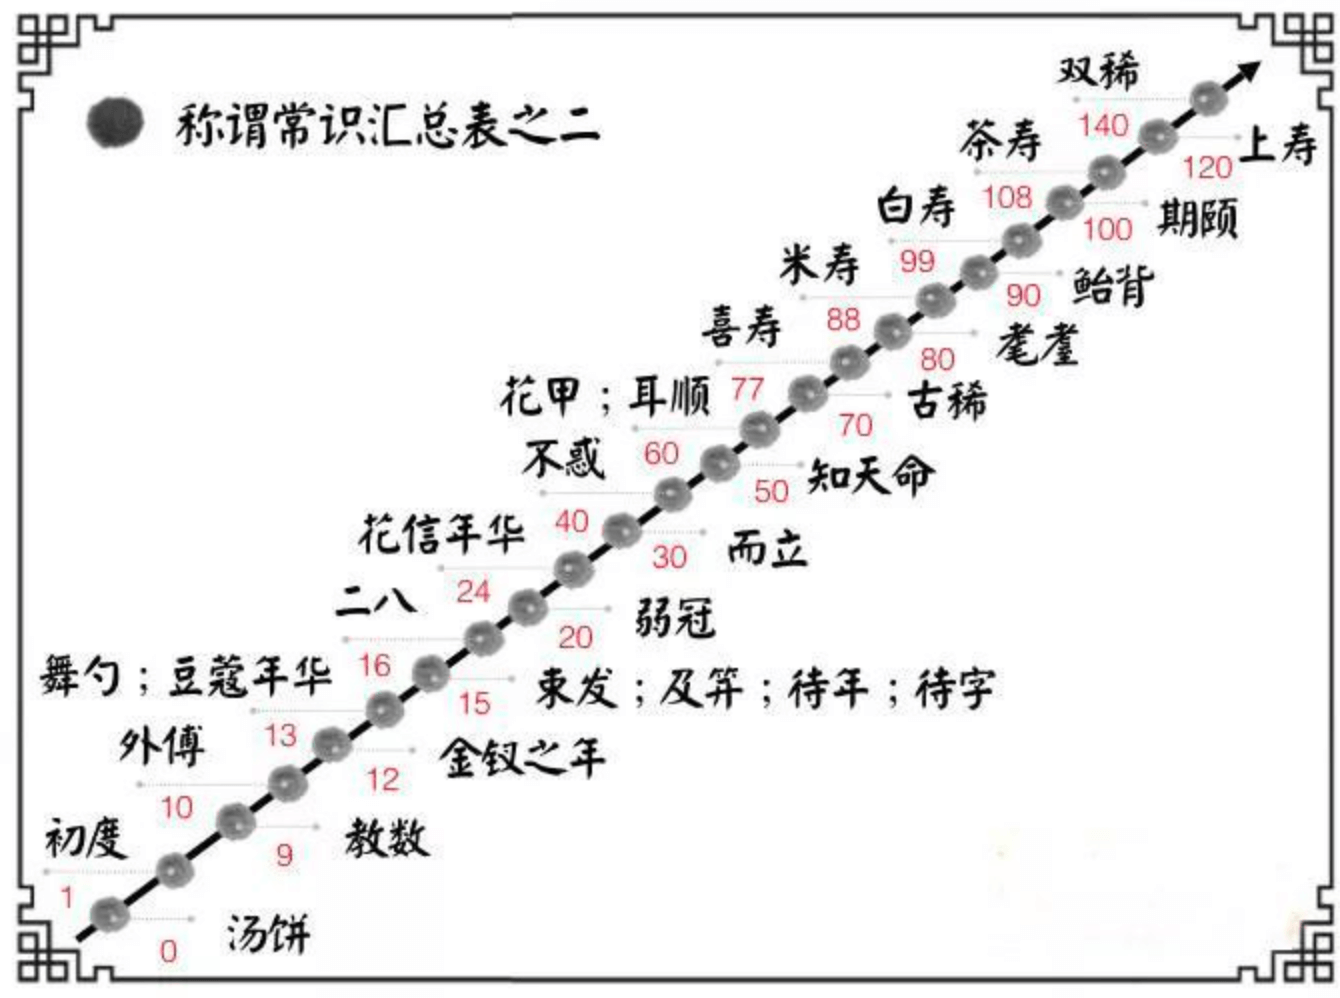 称谓常识汇总表之二
双稀
140
上寿
120
茶寿
108
期颐
100
白寿
99
鲐背
90
米寿
88
耄耋
80
喜寿
77
古稀
70
花甲；耳顺
60
知天命
50
不惑
40
而立
30
花信年华
24
弱冠
20
二八
16
束发；及笄；待年；待字
15
舞勺；豆蔻年华
13
金钗之年
12
外傅
10
教数
9
初度
1
汤饼
0